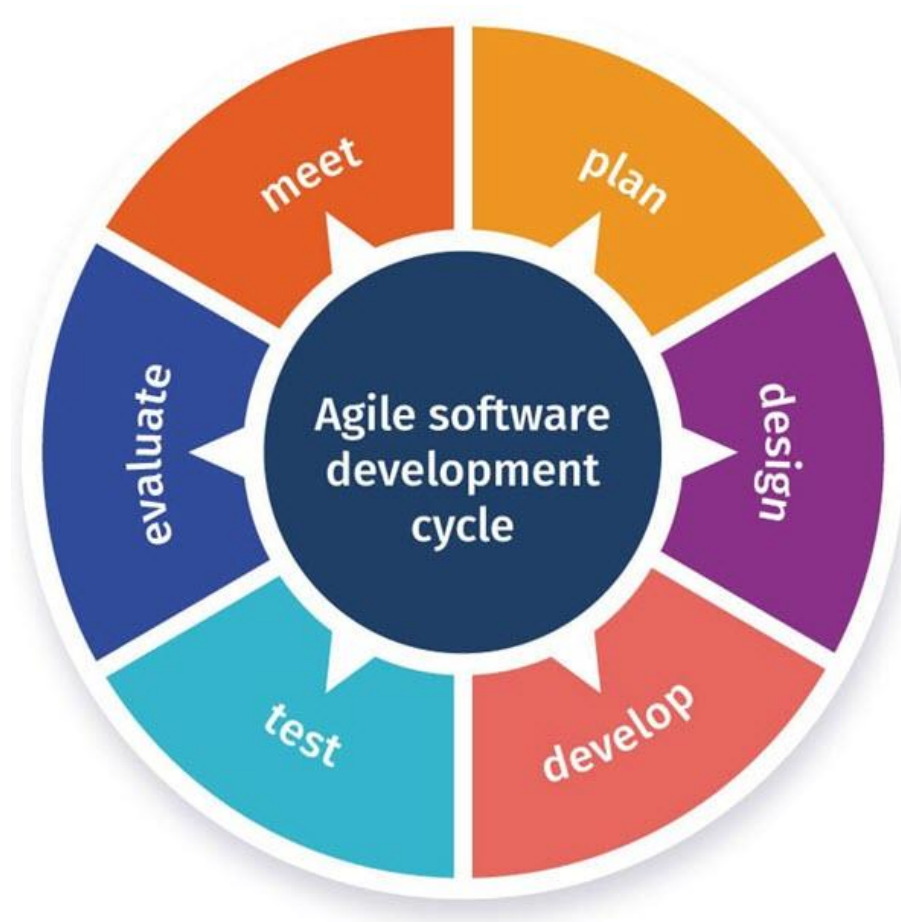 meet
plan
design
develop
test
evaluate
Agile software
development
cycle